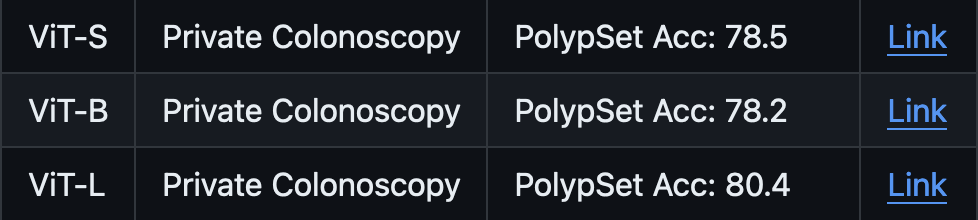 ViT-S Private Colonoscopy PolypSet Acc: 78.5 Link
ViT-B Private Colonoscopy PolypSet Acc: 78.2 Link
ViT-L Private Colonoscopy PolypSet Acc: 80.4 Link